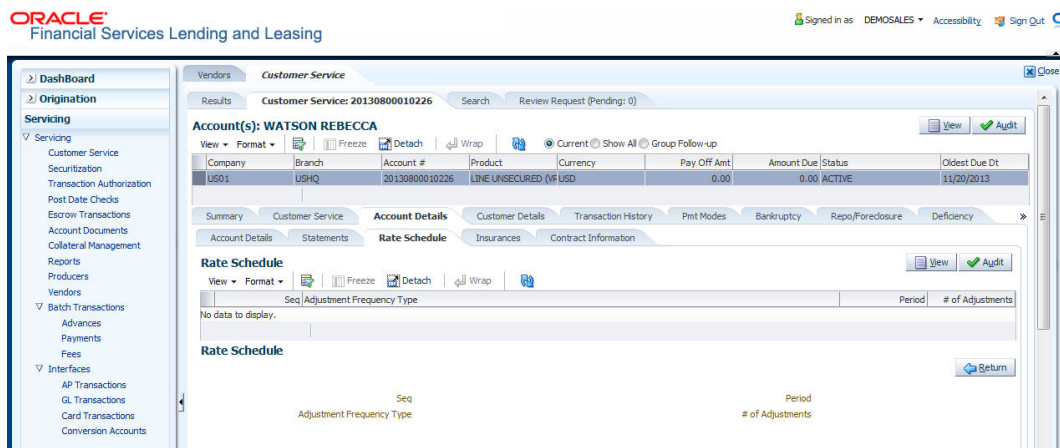 ORACLE
Financial Services Lending and Leasing
Signed in as DEMOSALES Accessibility Sign Out
Close
DashBoard
Origination
Servicing
Servicing
Customer Service
Securitization
Transaction Authorization
Post Date Checks
Escrow Transactions
Account Documents
Collateral Management
Reports
Producers
Vendors
Batch Transactions
Advances
Payments
Fees
Interfaces
AP Transactions
GL Transactions
Card Transactions
Conversion Accounts
Vendors Customer Service
Results Customer Service: 20130800010226 Search Review Request (Pending: 0)
Account(s): WATSON REBECCA View Audit
View Format Freeze Detach Wrap Current Show All Group Follow-up
Company Branch Account # Product Currency Pay Off Amt Amount Due Status Oldest Due Dt
US01 USHQ 20130800010226 LINE UNSECURED (VR USD 0.00 0.00 ACTIVE 11/20/2013
Summary Customer Service Account Details Customer Details Transaction History Pmt Modes Bankruptcy Repo/Foreclosure Deficiency »
Account Details Statements Rate Schedule Insurances Contract Information
Rate Schedule View Audit
View Format Freeze Detach Wrap
Seq Adjustment Frequency Type Period # of Adjustments
No data to display.
Rate Schedule
Return
Seq Period
Adjustment Frequency Type # of Adjustments